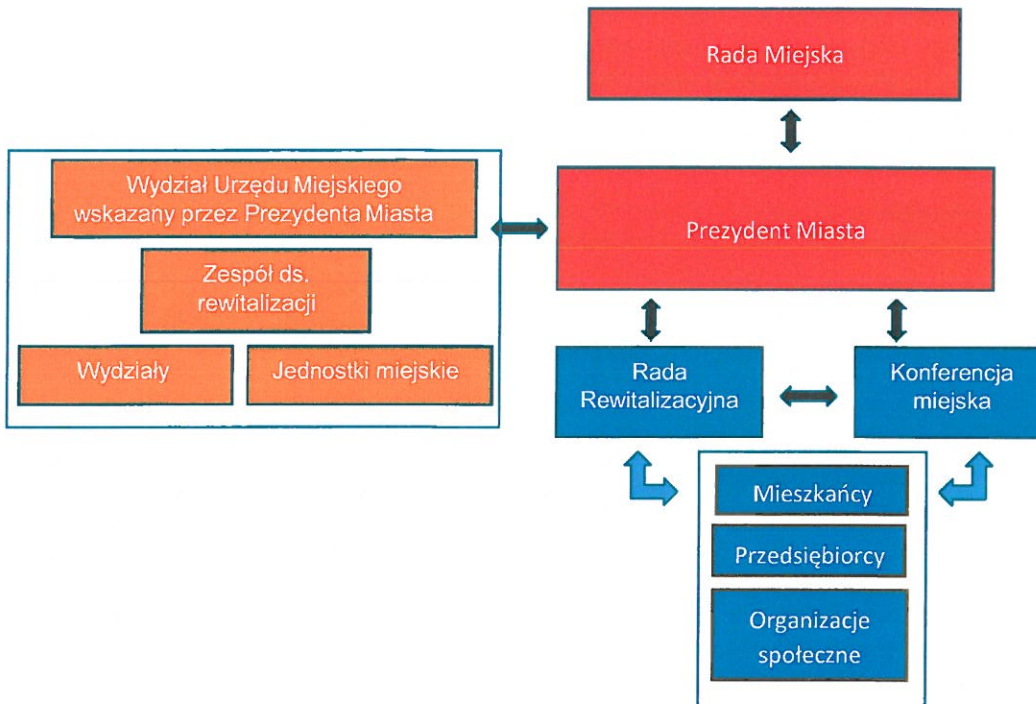 Rada Miejska
Wydział Urzędu Miejskiego
wskazany przez Prezydenta Miasta
Prezydent Miasta
Zespół ds.
rewitalizacji
Wydziały
Jednostki miejskie
Rada
Rewitalizacyjna
Konferencja
miejska
Mieszkańcy
Przedsiębiorcy
Organizacje
społeczne